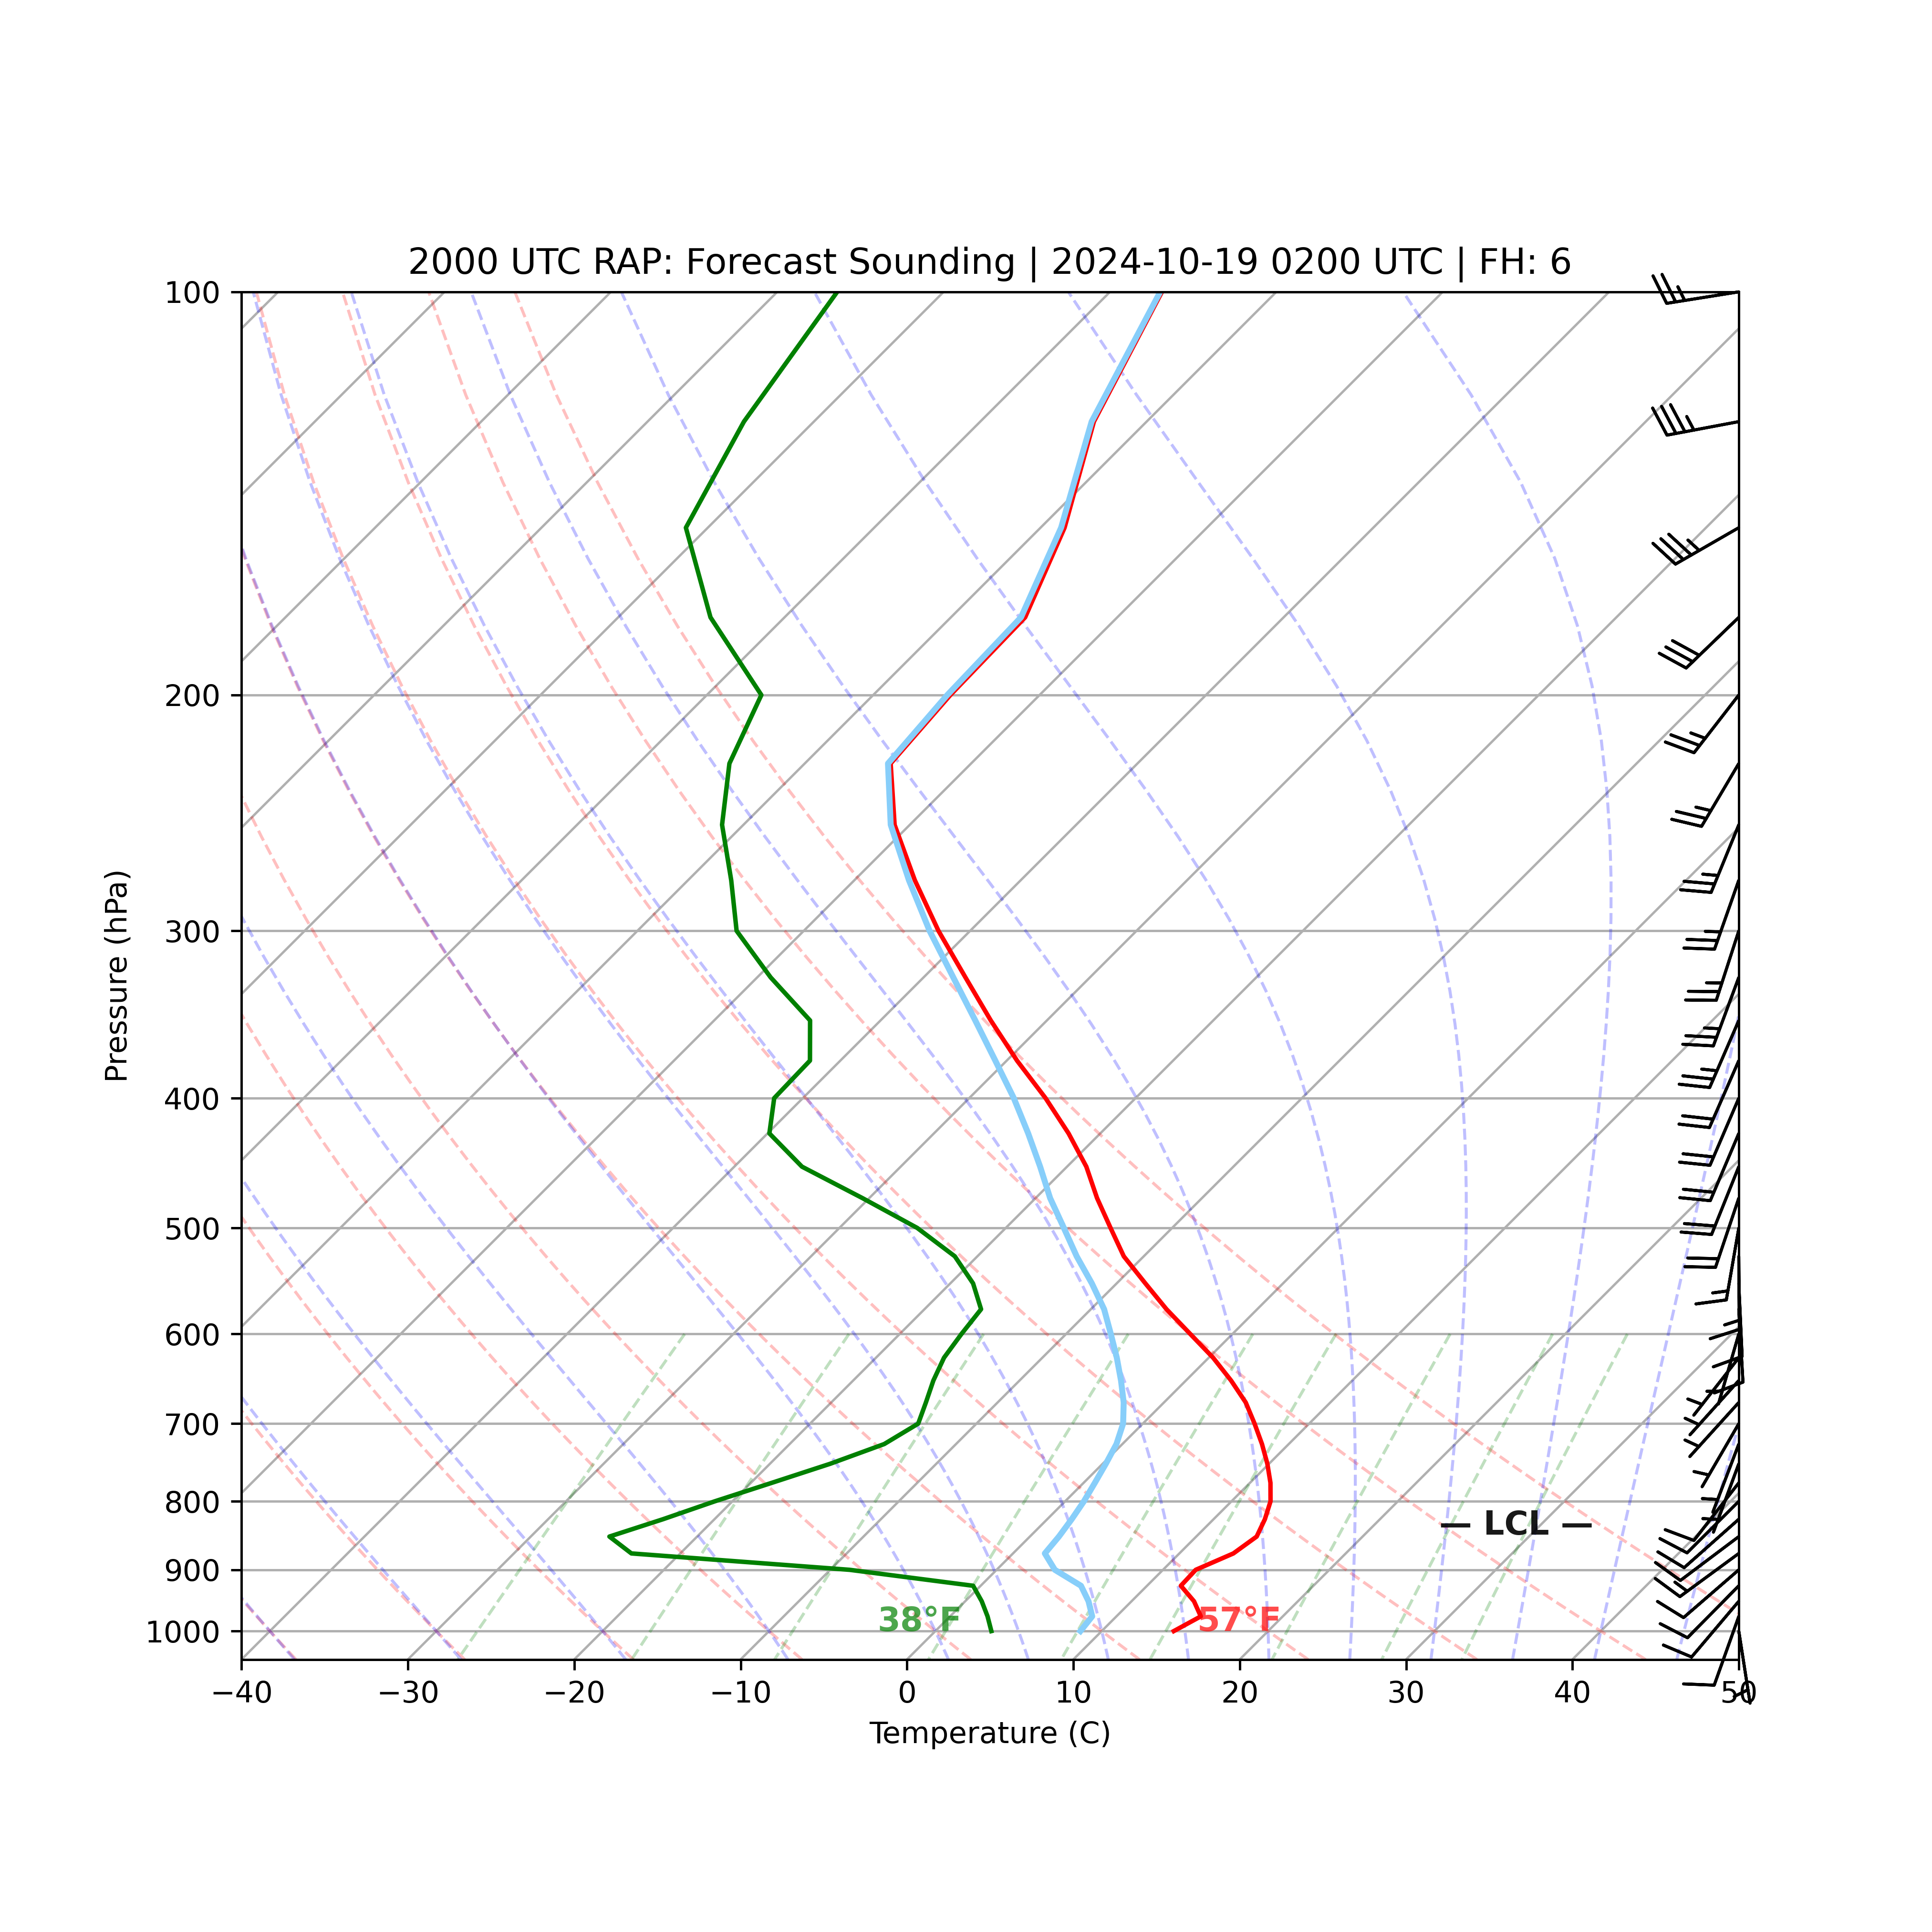 2000 UTC RAP: Forecast Sounding | 2024-10-19 0200 UTC | FH: 6
100
200
300
400
500
600
700
800
900
1000
Pressure (hPa)
— LCL —
38°F
57°F
−40 −30 −20 −10 0 10 20 30 40 50
Temperature (C)